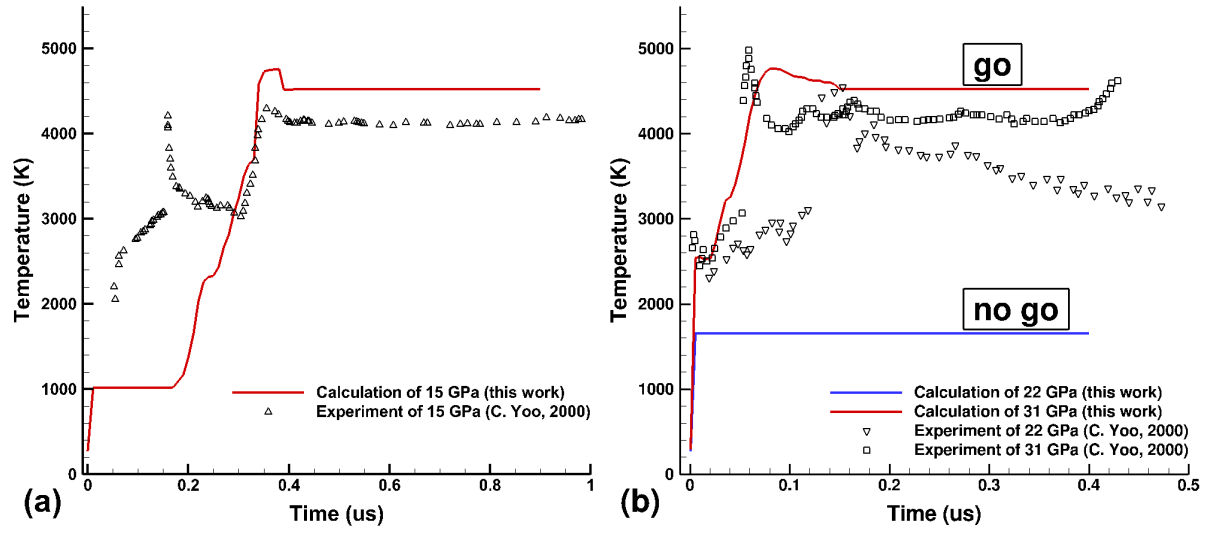 5000
4000
3000
2000
1000
0
Temperature (K)
0
0.2
0.4
0.6
0.8
1
Time (us)
Calculation of 15 GPa (this work)
Experiment of 15 GPa (C. Yoo, 2000)
(a)
5000
4000
3000
2000
1000
0
Temperature (K)
0
0.1
0.2
0.3
0.4
0.5
Time (us)
go
no go
Calculation of 22 GPa (this work)
Calculation of 31 GPa (this work)
Experiment of 22 GPa (C. Yoo, 2000)
Experiment of 31 GPa (C. Yoo, 2000)
(b)